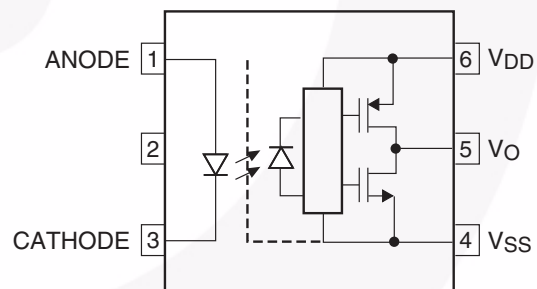 ANODE 1
6 VDD
2
5 VO
CATHODE 3
4 VSS